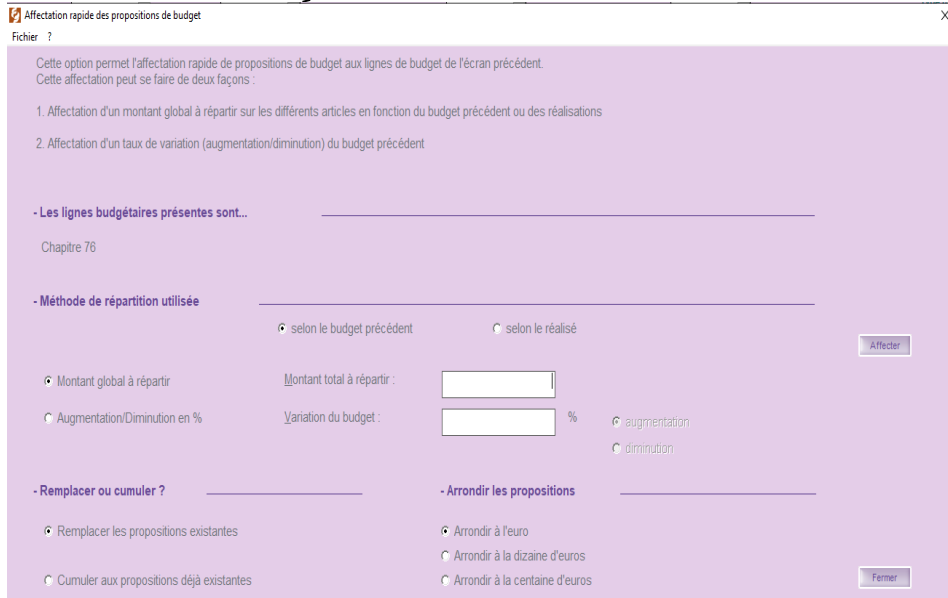 Affectation rapide des propositions de budget X
Fichier ?
Cette option permet l'affectation rapide de propositions de budget aux lignes de budget de l'écran précédent.
Cette affectation peut se faire de deux façons :
1. Affectation d'un montant global à répartir sur les différents articles en fonction du budget précédent ou des réalisations
2. Affectation d'un taux de variation (augmentation/diminution) du budget précédent
- Les lignes budgétaires présentes sont...
Chapitre 76
- Méthode de répartition utilisée
selon le budget précédent selon le réalisé
Affecter
Montant global à répartir Montant total à répartir :
Augmentation/Diminution en % Variation du budget : % augmentation
diminution
- Remplacer ou cumuler ? - Arrondir les propositions
Remplacer les propositions existantes Arrondir à l'euro
Arrondir à la dizaine d'euros
Cumuler aux propositions déjà existantes Arrondir à la centaine d'euros Fermer